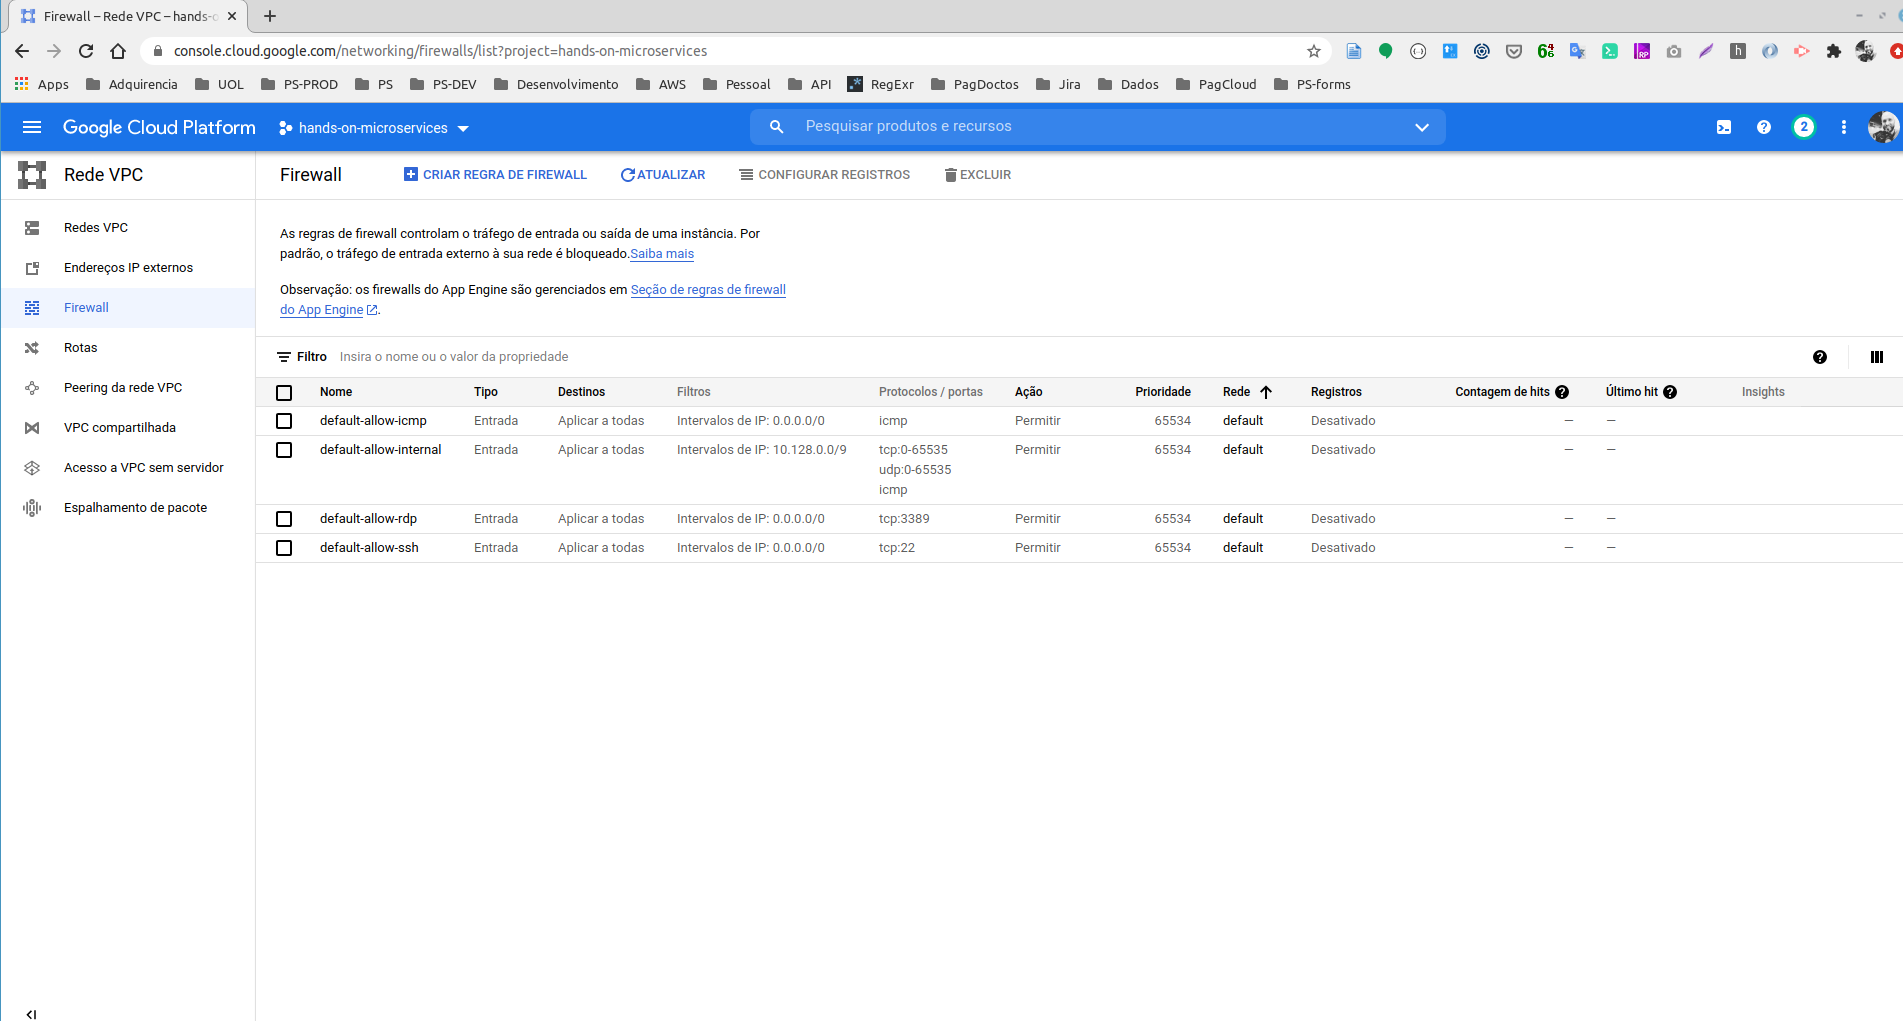 Firewall – Rede VPC – hands-o
console.cloud.google.com/networking/firewalls/list?project=hands-on-microservices
Apps Adquirencia UOL PS-PROD PS PS-DEV Desenvolvimento AWS Pessoal API RegExr PagDoctos Jira Dados PagCloud PS-forms
Google Cloud Platform hands-on-microservices Pesquisar produtos e recursos 2
Rede VPC
Firewall CRIAR REGRA DE FIREWALL ATUALIZAR CONFIGURAR REGISTROS EXCLUIR
Redes VPC
Endereços IP externos
Firewall
Rotas
Peering da rede VPC
VPC compartilhada
Acesso a VPC sem servidor
Espalhamento de pacote
As regras de firewall controlam o tráfego de entrada ou saída de uma instância. Por
padrão, o tráfego de entrada externo à sua rede é bloqueado.Saiba mais
Observação: os firewalls do App Engine são gerenciados em Seção de regras de firewall
do App Engine .
Filtro Insira o nome ou o valor da propriedade
Nome Tipo Destinos Filtros Protocolos / portas Ação Prioridade Rede Registros Contagem de hits Último hit Insights
default-allow-icmp Entrada Aplicar a todas Intervalos de IP: 0.0.0.0/0 icmp Permitir 65534 default Desativado — —
default-allow-internal Entrada Aplicar a todas Intervalos de IP: 10.128.0.0/9 tcp:0-65535 Permitir 65534 default Desativado — —
udp:0-65535
icmp
default-allow-rdp Entrada Aplicar a todas Intervalos de IP: 0.0.0.0/0 tcp:3389 Permitir 65534 default Desativado — —
default-allow-ssh Entrada Aplicar a todas Intervalos de IP: 0.0.0.0/0 tcp:22 Permitir 65534 default Desativado — —